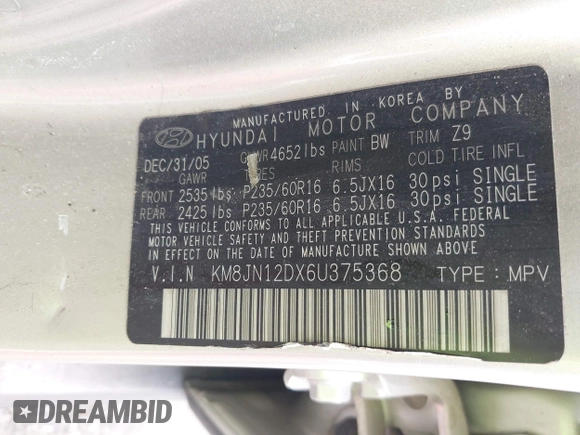 MANUFACTURED IN KOREA BY
HYUNDAI MOTOR COMPANY
DEC/31/05 GVWR 4652lbs PAINT BW TRIM Z9
GAWR RIMS COLD TIRE INFL
FRONT 2535 lbs P235/60R16 6.5JX16 30psi SINGLE
REAR 2425 lbs P235/60R16 6.5JX16 30psi SINGLE
THIS VEHICLE CONFORMS TO ALL APPLICABLE U.S.A. FEDERAL
MOTOR VEHICLE SAFETY AND THEFT PREVENTION STANDARDS
IN EFFECT ON THE DATE OF MANUFACTURE SHOWN ABOVE.
V.I.N KM8JN12DX6U375368 TYPE : MPV
DREAMBID